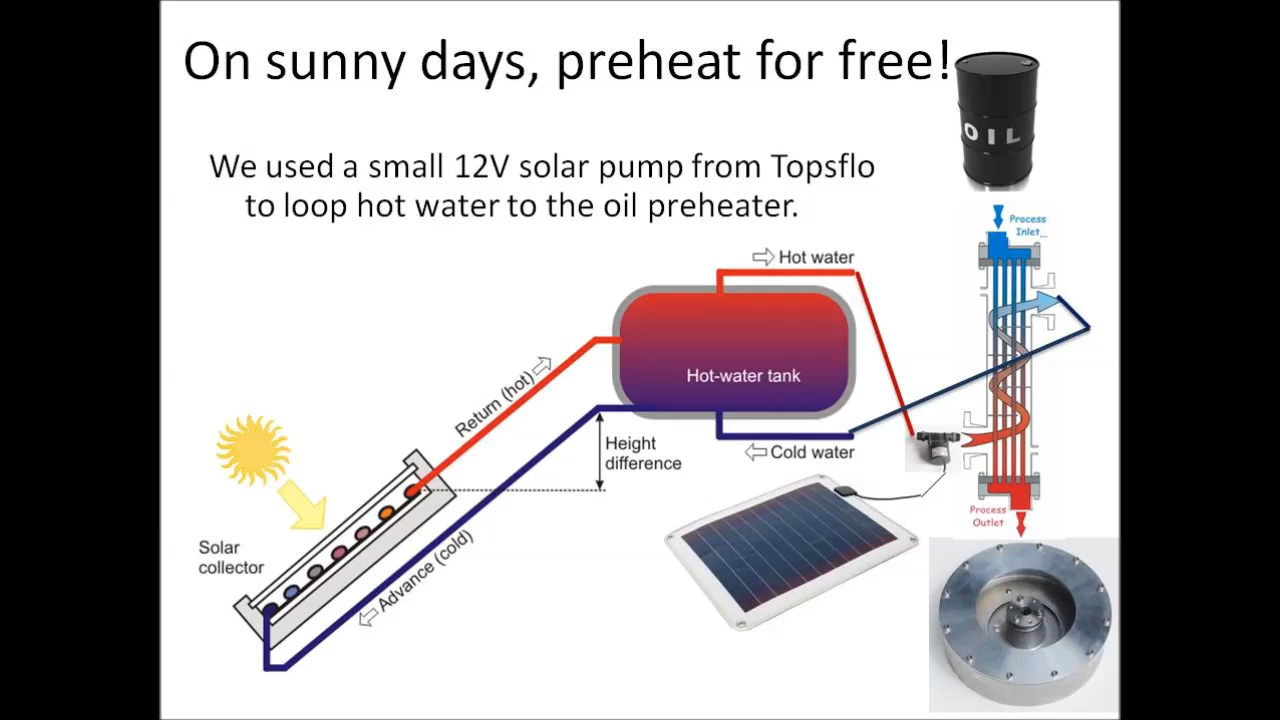 On sunny days, preheat for free!
OIL
We used a small 12V solar pump from Topsflo
to loop hot water to the oil preheater.
Process
Inlet
Hot water
Hot-water tank
Return (hot)
Height
difference
Cold water
Solar
collector
Advance (cold)
Process
Outlet